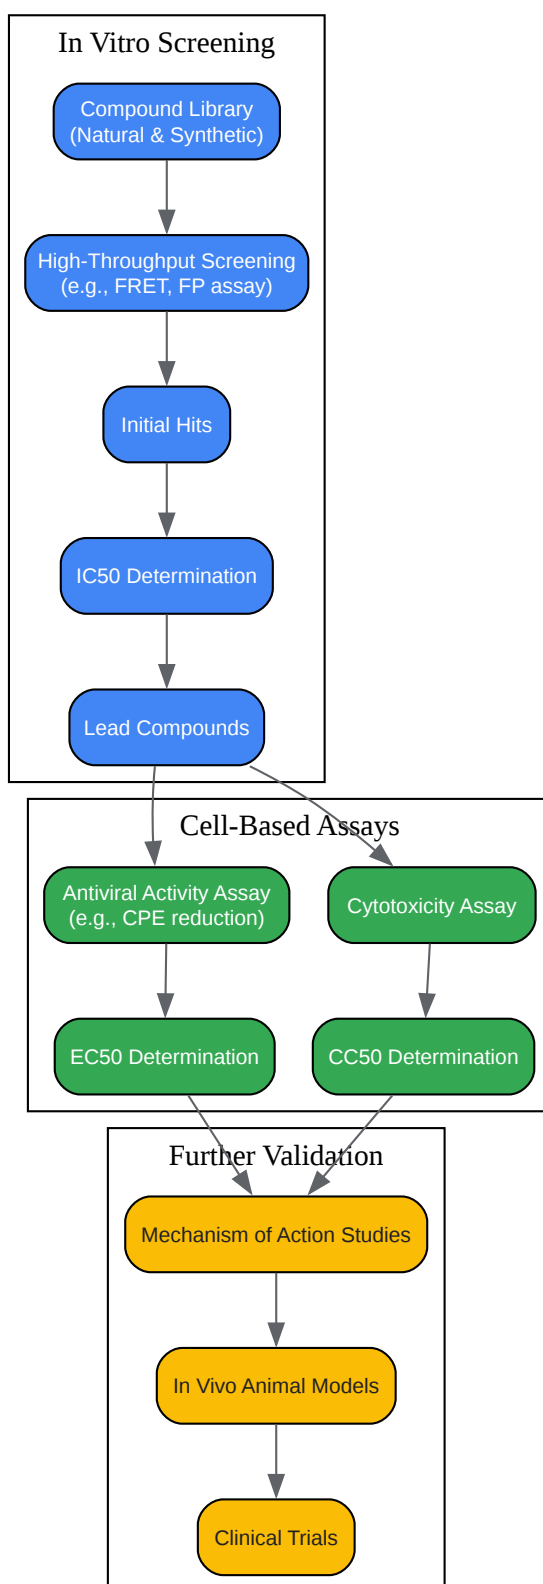 In Vitro Screening
Compound Library
(Natural & Synthetic)
High-Throughput Screening
(e.g., FRET, FP assay)
Initial Hits
IC50 Determination
Lead Compounds
Cell-Based Assays
Antiviral Activity Assay
(e.g., CPE reduction)
Cytotoxicity Assay
EC50 Determination
CC50 Determination
Further Validation
Mechanism of Action Studies
In Vivo Animal Models
Clinical Trials